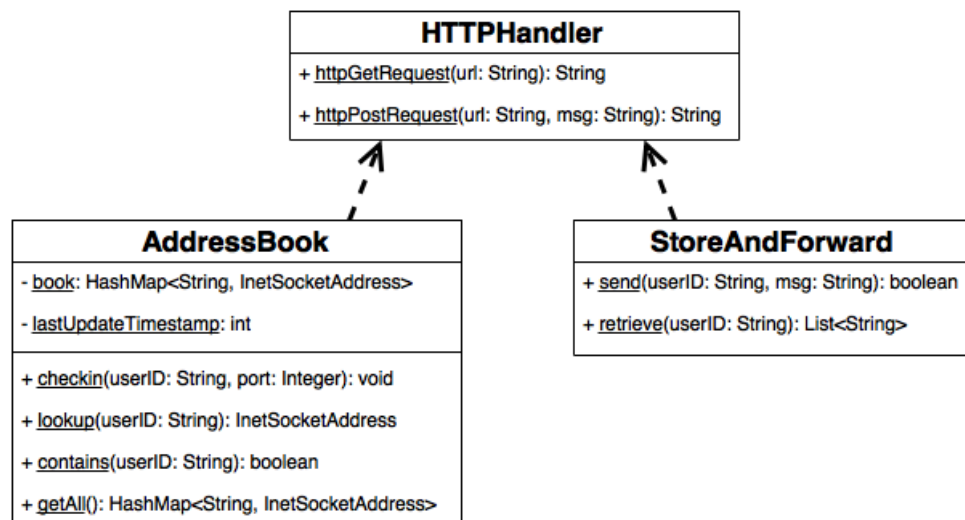 HTTPHandler
+ httpGetRequest(url: String): String
+ httpPostRequest(url: String, msg: String): String
AddressBook
- book: HashMap<String, InetSocketAddress>
- lastUpdateTimestamp: int
+ checkin(userID: String, port: Integer): void
+ lookup(userID: String): InetSocketAddress
+ contains(userID: String): boolean
+ getAll(): HashMap<String, InetSocketAddress>
StoreAndForward
+ send(userID: String, msg: String): boolean
+ retrieve(userID: String): List<String>